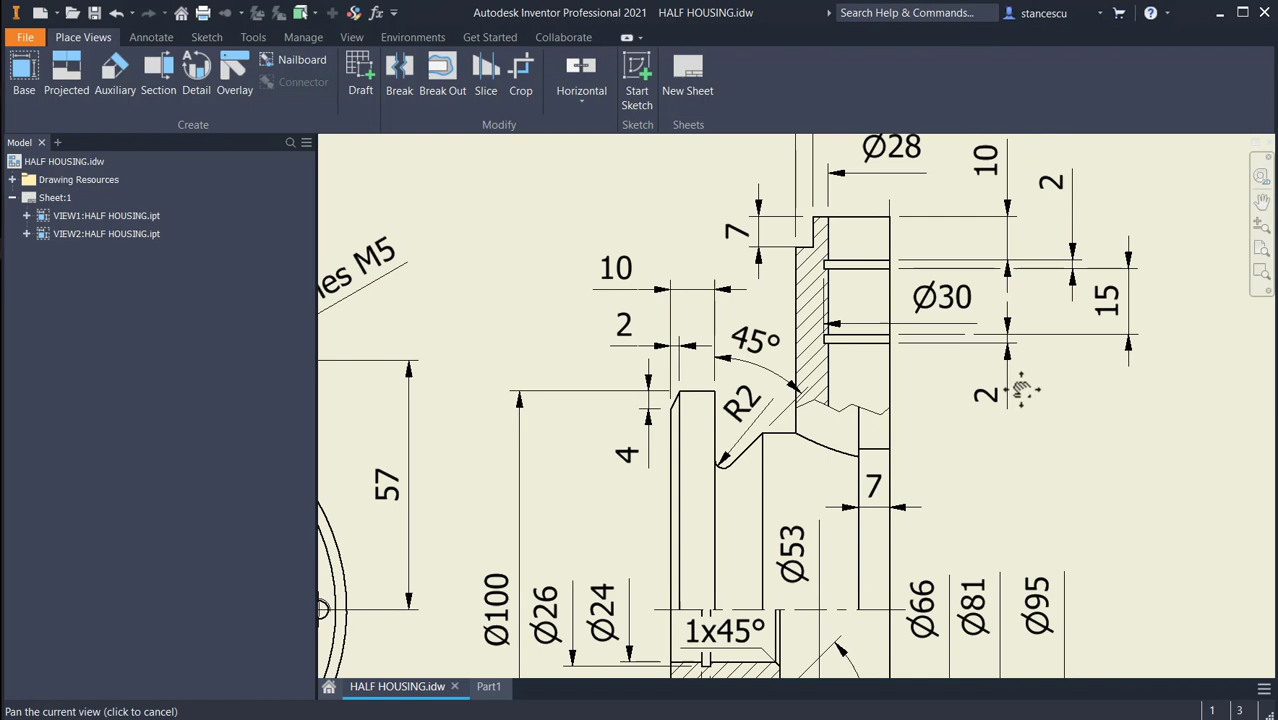 Autodesk Inventor Professional 2021 HALF HOUSING.idw
Search Help & Commands...
stancescu
File Place Views Annotate Sketch Tools Manage View Environments Get Started Collaborate
Base
Projected
Auxiliary
Section
Detail
Overlay
Nailboard
Connector
Draft
Break
Break Out
Slice
Crop
Horizontal
Start Sketch
New Sheet
Create
Modify
Sketch
Sheets
Model
HALF HOUSING.idw
Drawing Resources
Sheet:1
VIEW1:HALF HOUSING.ipt
VIEW2:HALF HOUSING.ipt
Ø28
10
2
7
10
les M5
Ø30
15
2
45°
R2
2
4
57
7
Ø53
Ø100
Ø26
Ø24
1x45°
Ø66
Ø81
Ø95
HALF HOUSING.idw
Part1
Pan the current view (click to cancel)
1
3